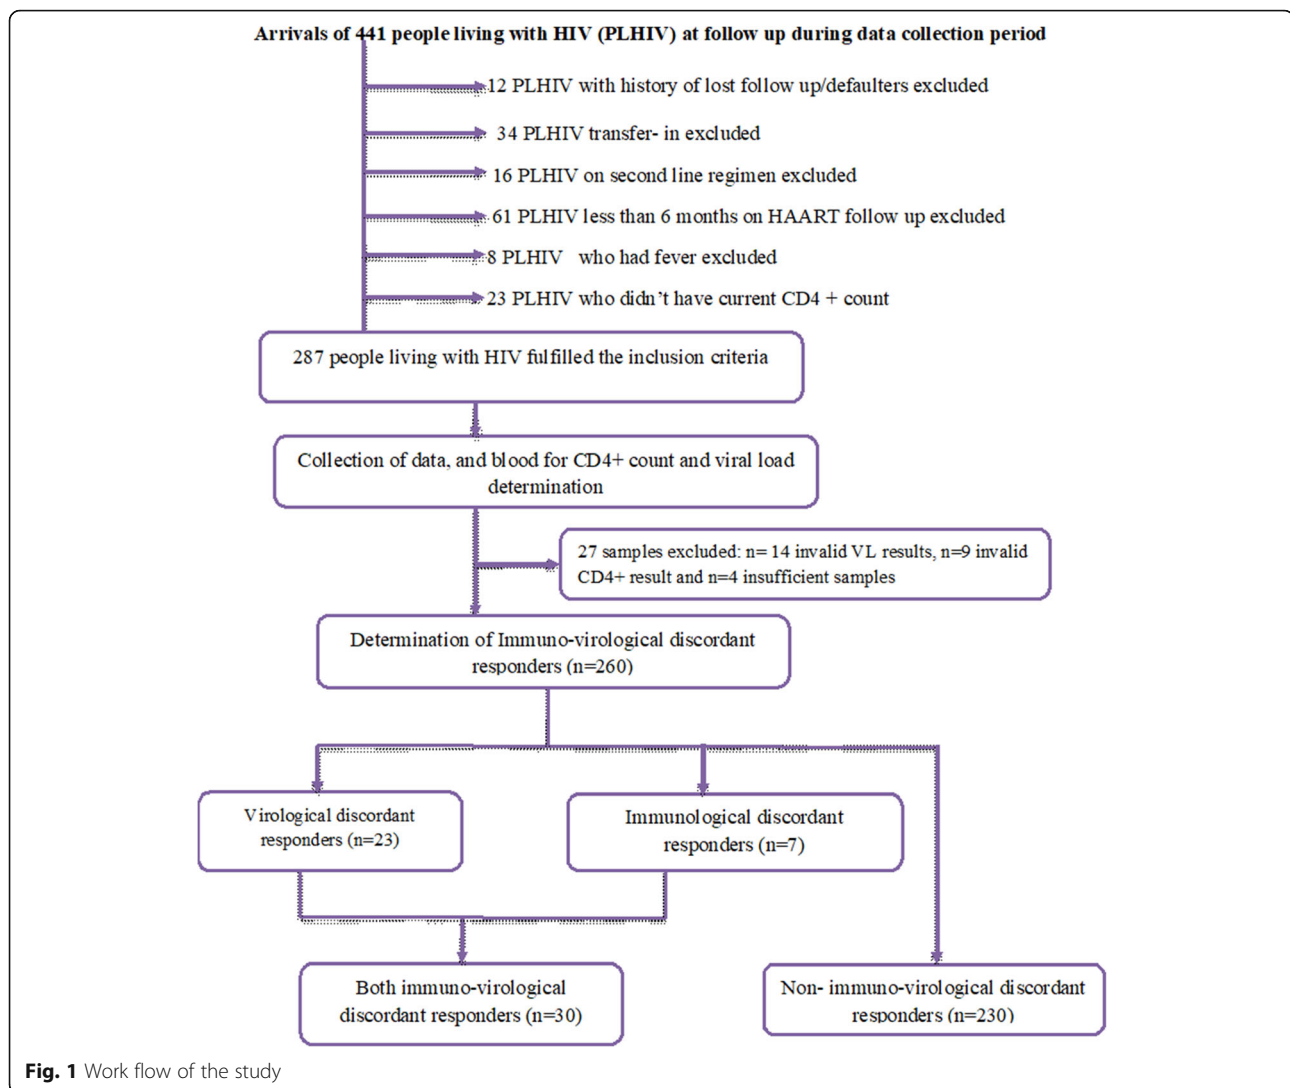 Arrivals of 441 people living with HIV (PLHIV) at follow up during data collection period
12 PLHIV with history of lost follow up/defaulters excluded
34 PLHIV transfer- in excluded
16 PLHIV on second line regimen excluded
61 PLHIV less than 6 months on HAART follow up excluded
8 PLHIV who had fever excluded
23 PLHIV who didn't have current CD4 + count
287 people living with HIV fulfilled the inclusion criteria
Collection of data, and blood for CD4+ count and viral load
determination
27 samples excluded: n= 14 invalid VL results, n=9 invalid
CD4+ result and n=4 insufficient samples
Determination of Immuno-virological discordant
responders (n=260)
Virological discordant
responders (n=23)
Immunological discordant
responders (n=7)
Both immuno-virological
discordant responders (n=30)
Non- immuno-virological discordant
responders (n=230)
Fig. 1 Work flow of the study